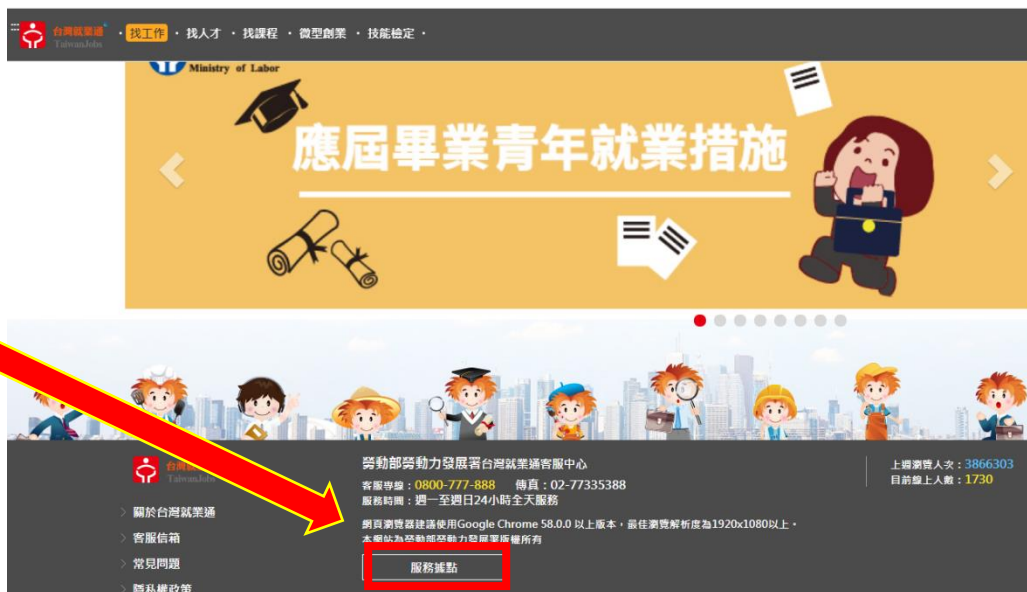 台灣就業通
TaiwanJobs
・找工作・找人才・找課程・微型創業・技能檢定・
Ministry of Labor
應屆畢業青年就業措施
台灣
TaiwanJobs
勞動部勞動力發展署台灣就業通客服中心
客服專線：0800-777-888 傳真：02-77335388
服務時間：週一至週日24小時全天服務
網頁瀏覽器建議使用Google Chrome 58.0.0 以上版本，最佳瀏覽解析度為1920x1080以上。
本網站為勞動部勞動力發展署版權所有
服務據點
上週瀏覽人次：3866303
目前線上人數：1730
關於台灣就業通
客服信箱
常見問題
隱私權政策